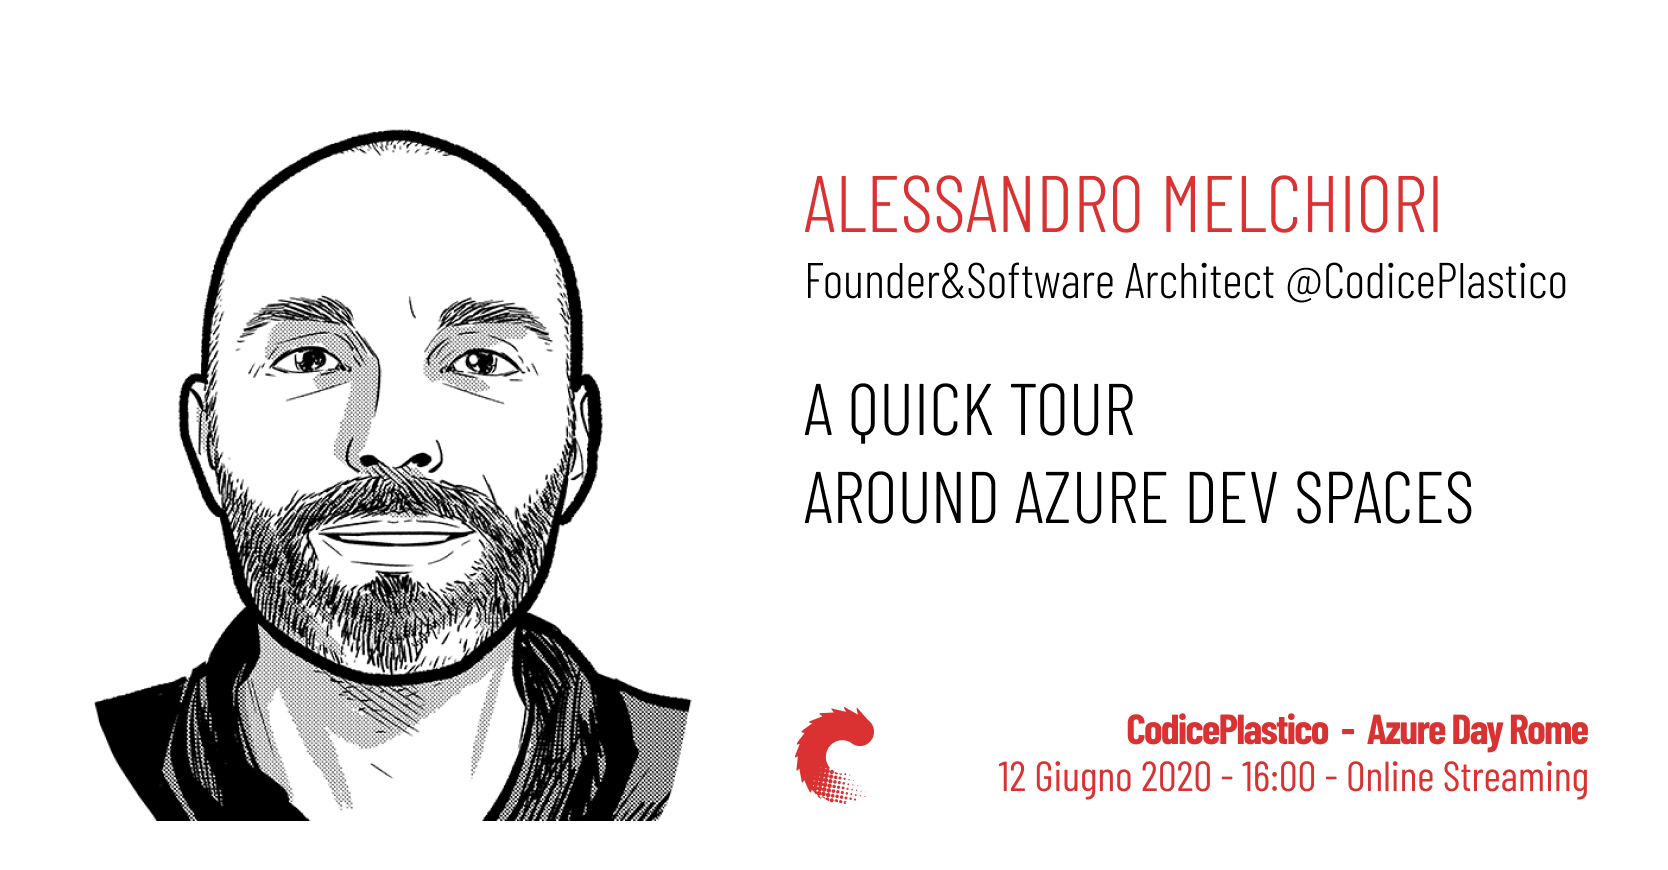 ALESSANDRO MELCHIORI
Founder&Software Architect @CodicePlastico
A QUICK TOUR
AROUND AZURE DEV SPACES
CodicePlastico - Azure Day Rome
12 Giugno 2020 - 16:00 - Online Streaming